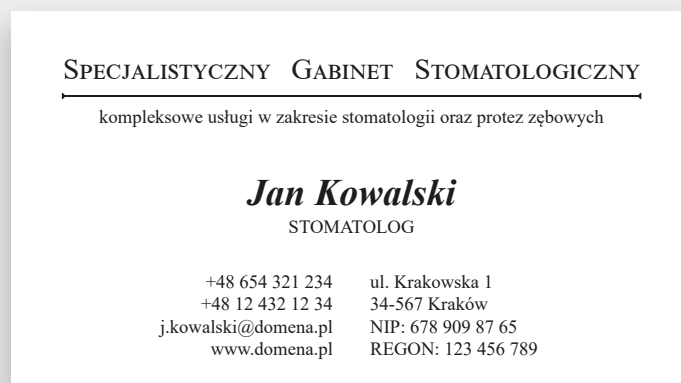 Specjalistyczny Gabinet Stomatologiczny
kompleksowe usługi w zakresie stomatologii oraz protez zębowych
Jan Kowalski
STOMATOLOG
+48 654 321 234
+48 12 432 12 34
j.kowalski@domena.pl
www.domena.pl
ul. Krakowska 1
34-567 Kraków
NIP: 678 909 87 65
REGON: 123 456 789